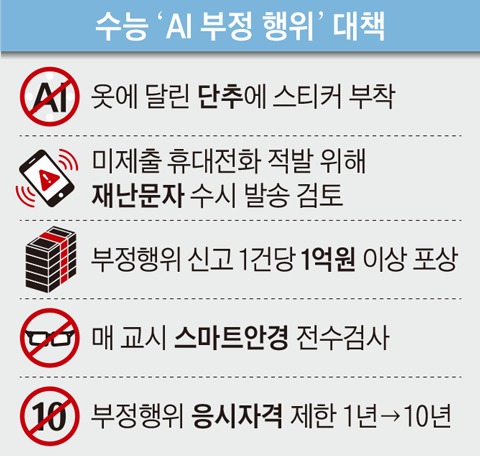 수능 ‘AI 부정 행위’ 대책
AI
옷에 달린 단추에 스티커 부착
미제출 휴대전화 적발 위해
재난문자 수시 발송 검토
부정행위 신고 1건당 1억원 이상 포상
매 교시 스마트안경 전수검사
10
부정행위 응시자격 제한 1년→10년